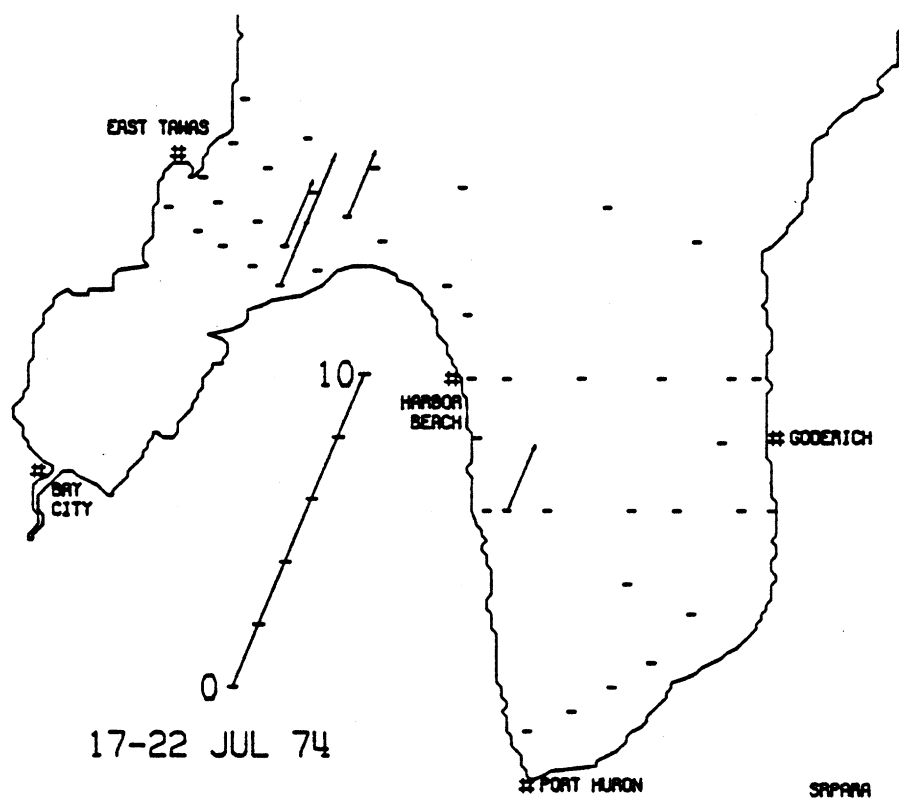 EAST TAWAS
10
HARBOR
BEACH
GODERICH
BAY
CITY
0
17-22 JUL 74
PORT HURON
SAPARA